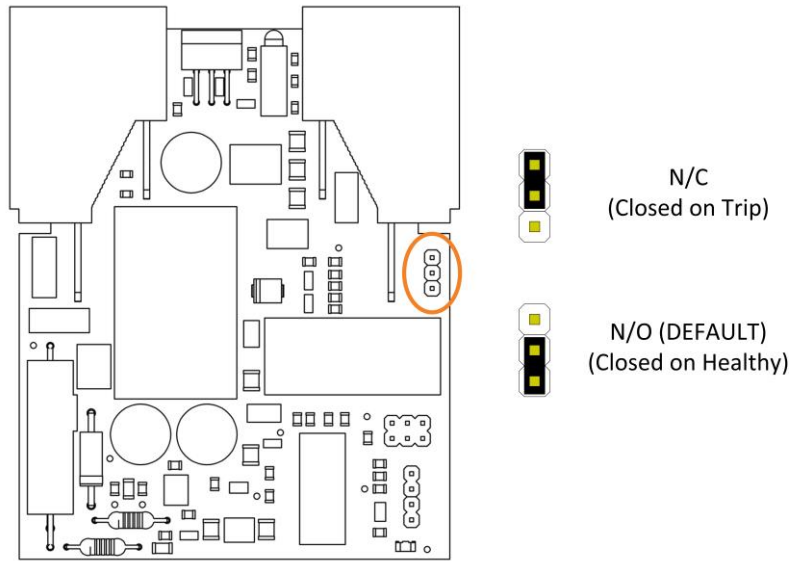 N/C
(Closed on Trip)
N/O (DEFAULT)
(Closed on Healthy)